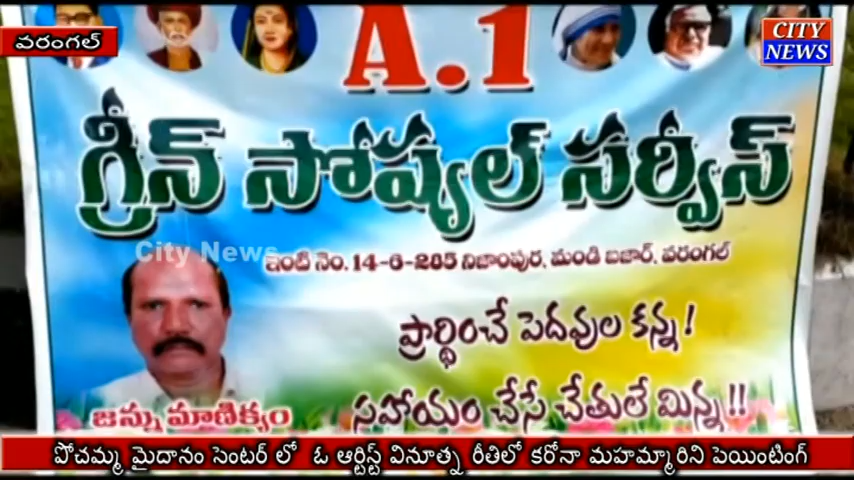 వరంగల్
CITY
NEWS
A.1
గ్రీన్ సోష్యల్ సర్వీస్
City News
ఇంటి నెం. 14-6-285 నిజాంపుర, మండి బజార్, వరంగల్
ప్రార్థించే పెదవుల కన్న!
సహాయం చేసే చేతులే మిన్న!!
జన్ను మాణిక్యం
పోచమ్మ మైదానం సెంటర్ లో ఓ ఆర్టిస్ట్ వినూత్న రీతిలో కరోనా మహమ్మారిని పెయింటింగ్